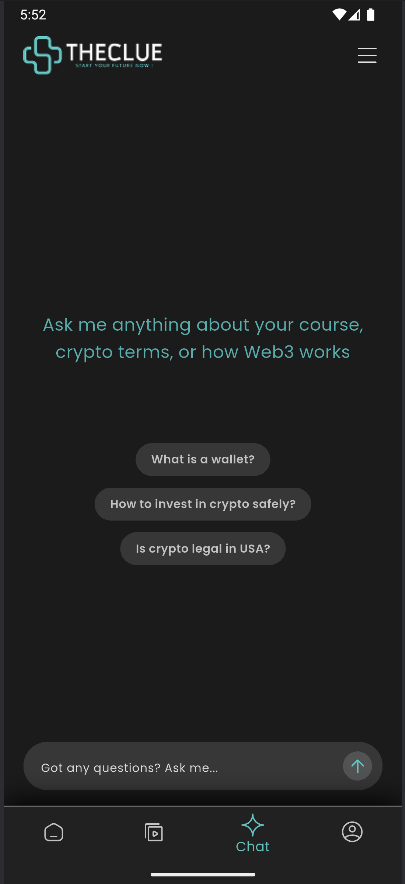 5:52
THECLUE
START YOUR FUTURE NOW !
Ask me anything about your course,
crypto terms, or how Web3 works
What is a wallet?
How to invest in crypto safely?
Is crypto legal in USA?
Got any questions? Ask me...
Chat